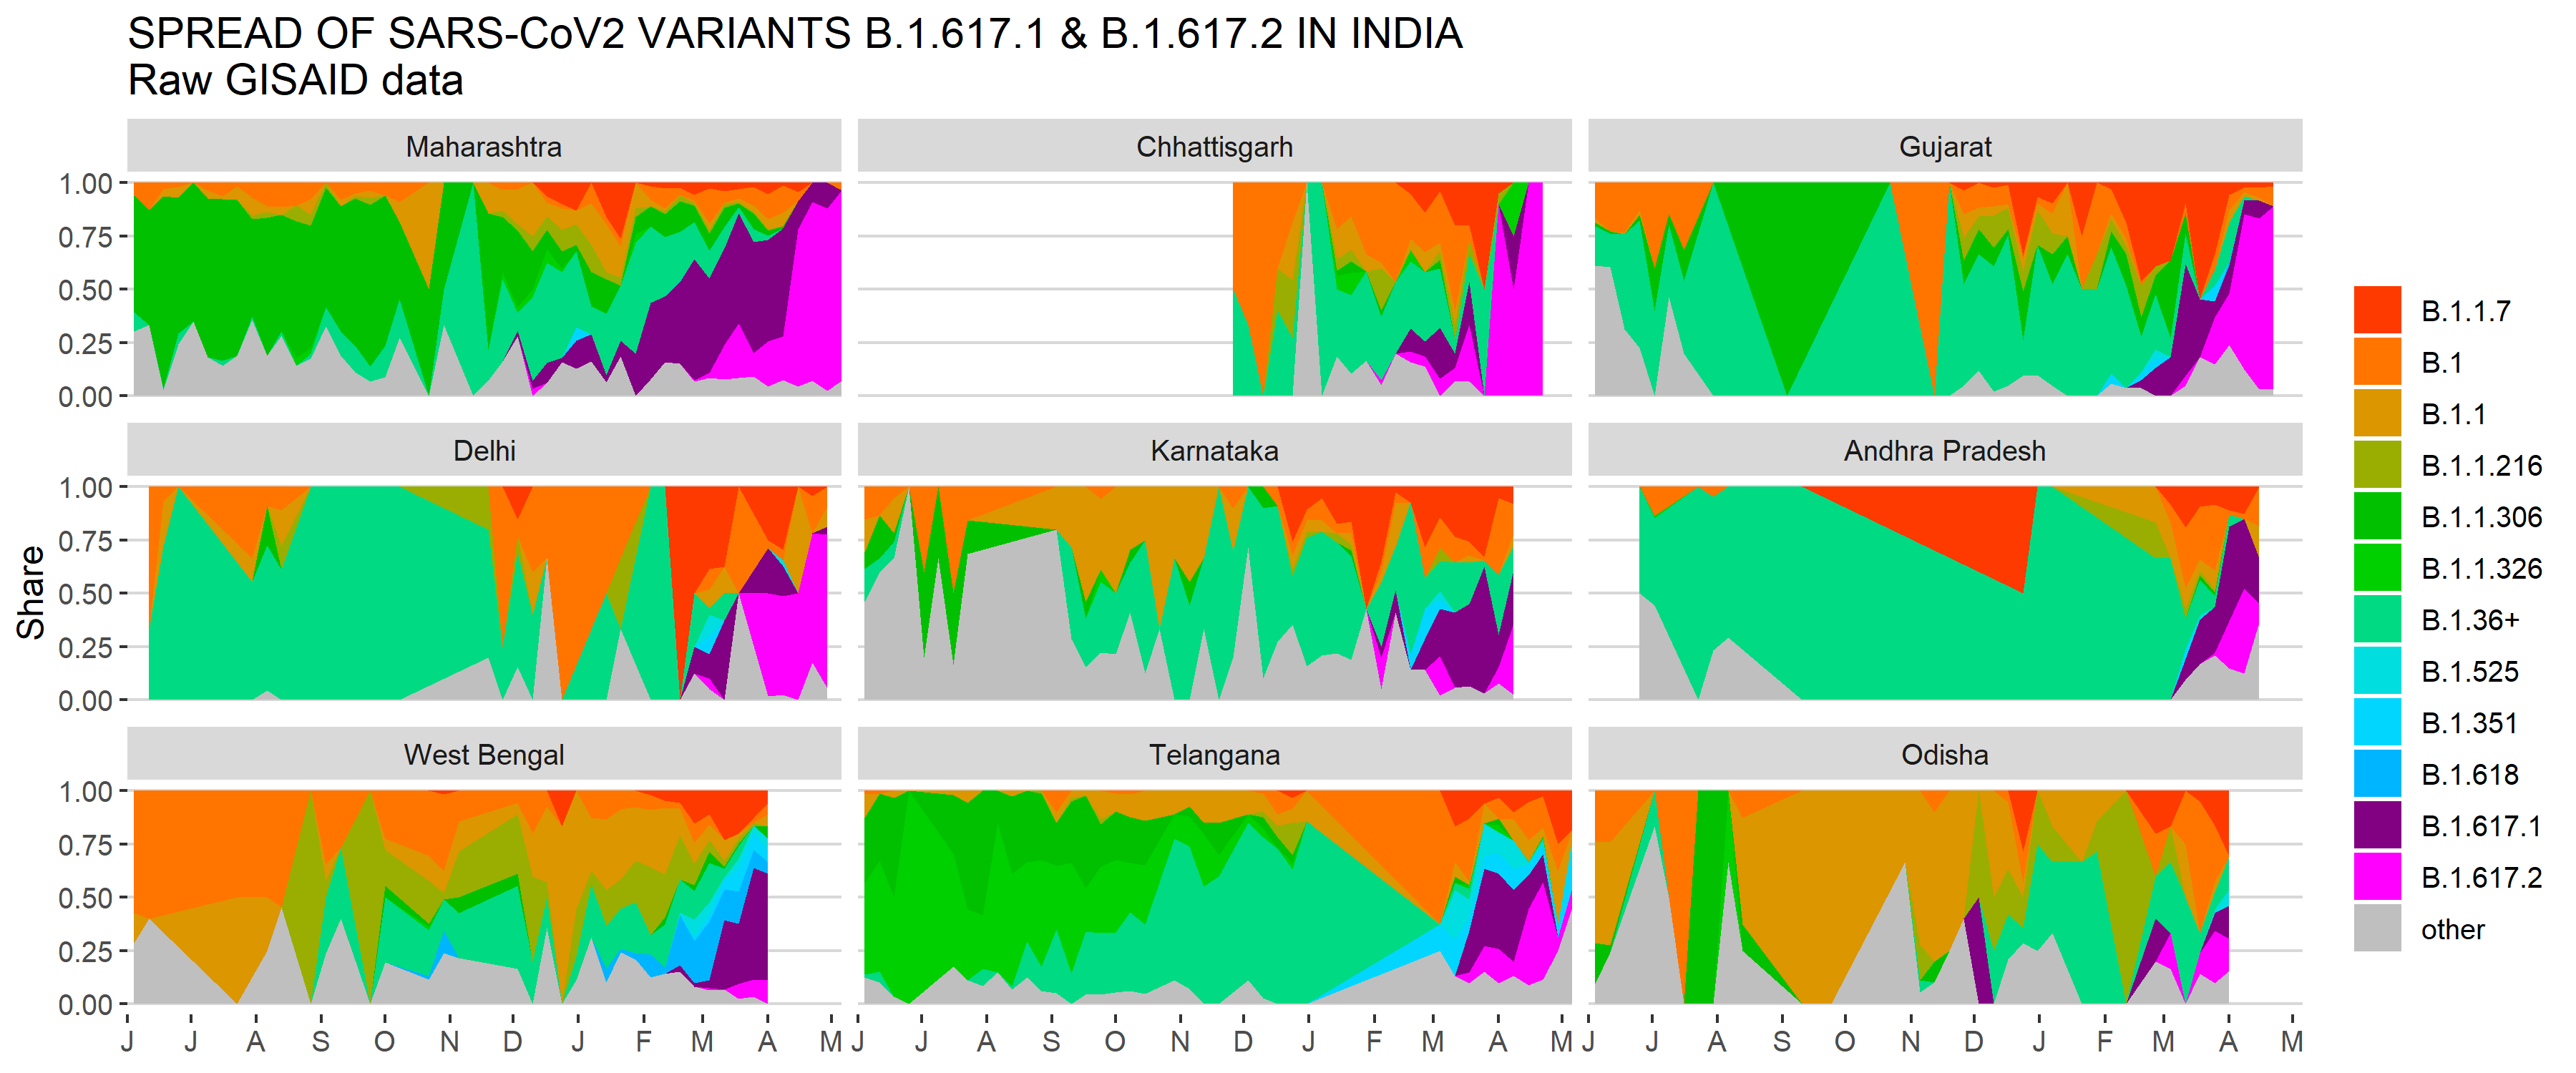 SPREAD OF SARS-CoV2 VARIANTS B.1.617.1 & B.1.617.2 IN INDIA
Raw GISAID data
Maharashtra Chhattisgarh Gujarat
1.00
0.75
0.50
0.25
0.00
Delhi Karnataka Andhra Pradesh
1.00
0.75
0.50
0.25
0.00
Share
West Bengal Telangana Odisha
1.00
0.75
0.50
0.25
0.00
J J A S O N D J F M A M J J A S O N D J F M A M J J A S O N D J F M A M
B.1.1.7
B.1
B.1.1
B.1.1.216
B.1.1.306
B.1.1.326
B.1.36+
B.1.525
B.1.351
B.1.618
B.1.617.1
B.1.617.2
other